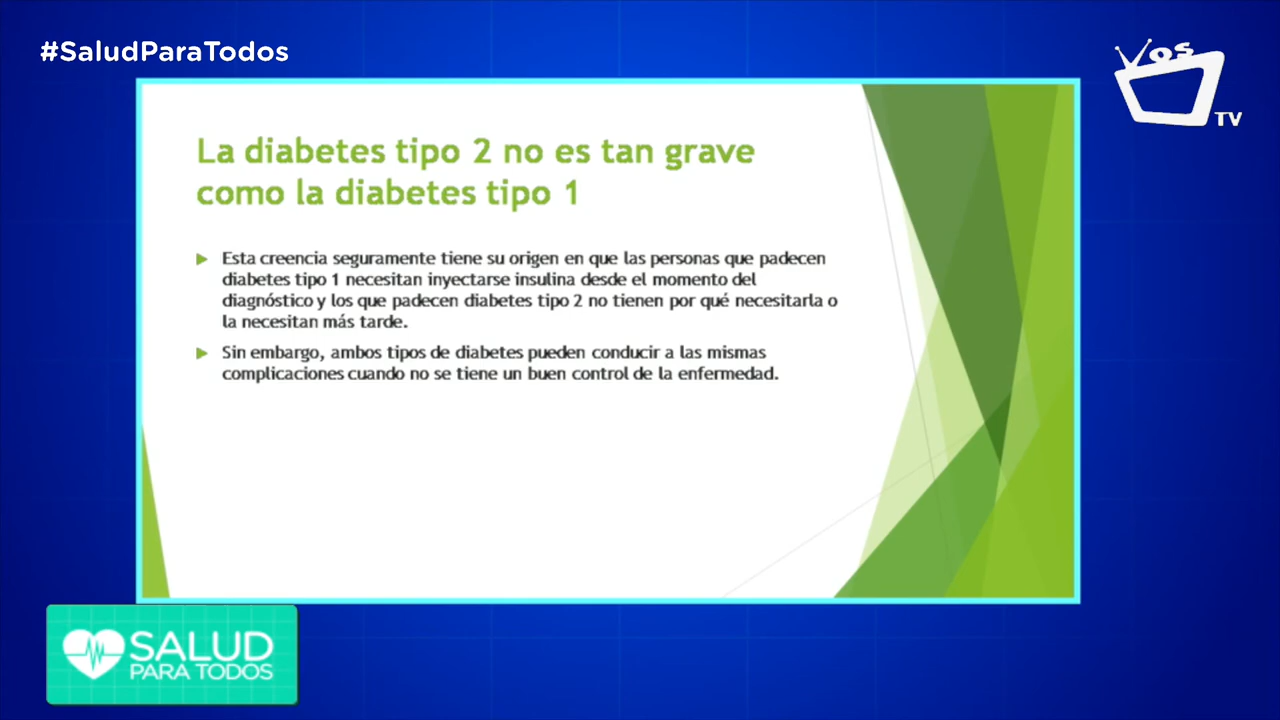 #SaludParaTodos
VOS
TV
La diabetes tipo 2 no es tan grave
como la diabetes tipo 1
Esta creencia seguramente tiene su origen en que las personas que padecen
diabetes tipo 1 necesitan inyectarse insulina desde el momento del
diagnóstico y los que padecen diabetes tipo 2 no tienen por qué necesitarla o
la necesitan más tarde.
Sin embargo, ambos tipos de diabetes pueden conducir a las mismas
complicaciones cuando no se tiene un buen control de la enfermedad.
SALUD
PARA TODOS